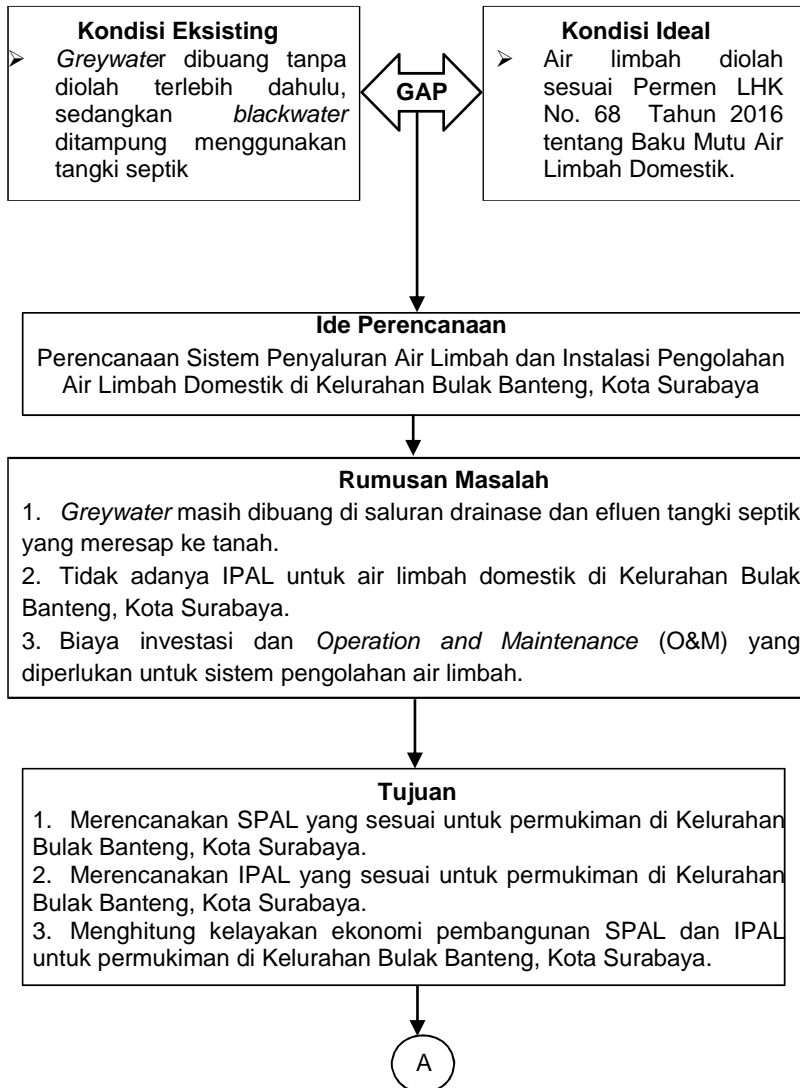 Kondisi Eksisting
➢ Greywater dibuang tanpa
diolah terlebih dahulu,
sedangkan blackwater
ditampung menggunakan
tangki septik
GAP
Kondisi Ideal
➢ Air limbah diolah
sesuai Permen LHK
No. 68 Tahun 2016
tentang Baku Mutu Air
Limbah Domestik.
Ide Perencanaan
Perencanaan Sistem Penyaluran Air Limbah dan Instalasi Pengolahan
Air Limbah Domestik di Kelurahan Bulak Banteng, Kota Surabaya
Rumusan Masalah
1. Greywater masih dibuang di saluran drainase dan efluen tangki septik
yang meresap ke tanah.
2. Tidak adanya IPAL untuk air limbah domestik di Kelurahan Bulak
Banteng, Kota Surabaya.
3. Biaya investasi dan Operation and Maintenance (O&M) yang
diperlukan untuk sistem pengolahan air limbah.
Tujuan
1. Merencanakan SPAL yang sesuai untuk permukiman di Kelurahan
Bulak Banteng, Kota Surabaya.
2. Merencanakan IPAL yang sesuai untuk permukiman di Kelurahan
Bulak Banteng, Kota Surabaya.
3. Menghitung kelayakan ekonomi pembangunan SPAL dan IPAL
untuk permukiman di Kelurahan Bulak Banteng, Kota Surabaya.
A